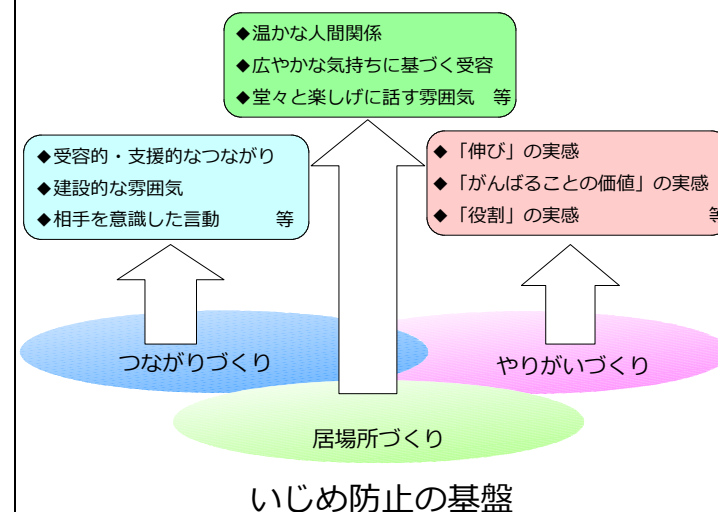 ◆温かな人間関係
◆広やかな気持ちに基づく受容
◆堂々と楽しげに話す雰囲気　等
◆受容的・支援的なつながり
◆建設的な雰囲気
◆相手を意識した言動　　　等
◆「伸び」の実感
◆「がんばることの価値」の実感
◆「役割」の実感　　　　　　　等
つながりづくり
やりがいづくり
居場所づくり
いじめ防止の基盤